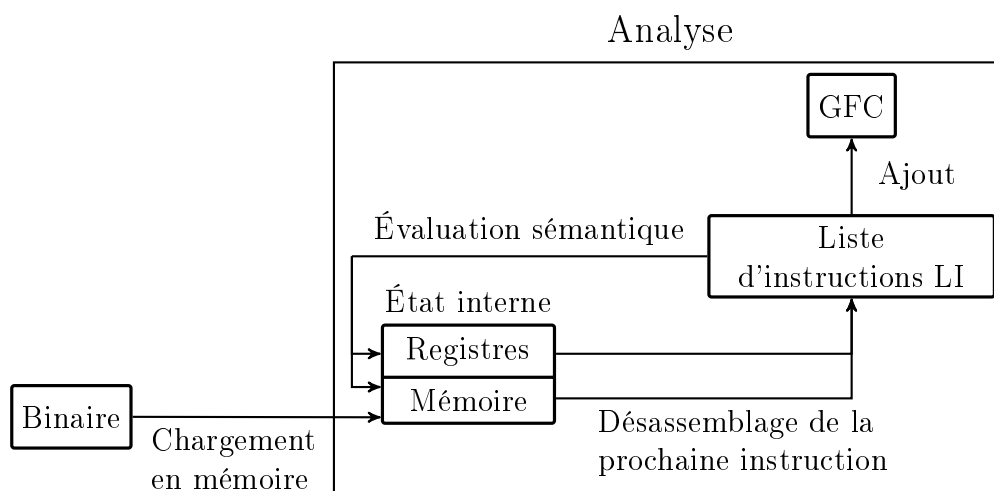 Analyse
GFC
Ajout
Évaluation sémantique
Liste
d'instructions LI
État interne
Registres
Mémoire
Binaire
Chargement
en mémoire
Désassemblage de la
prochaine instruction